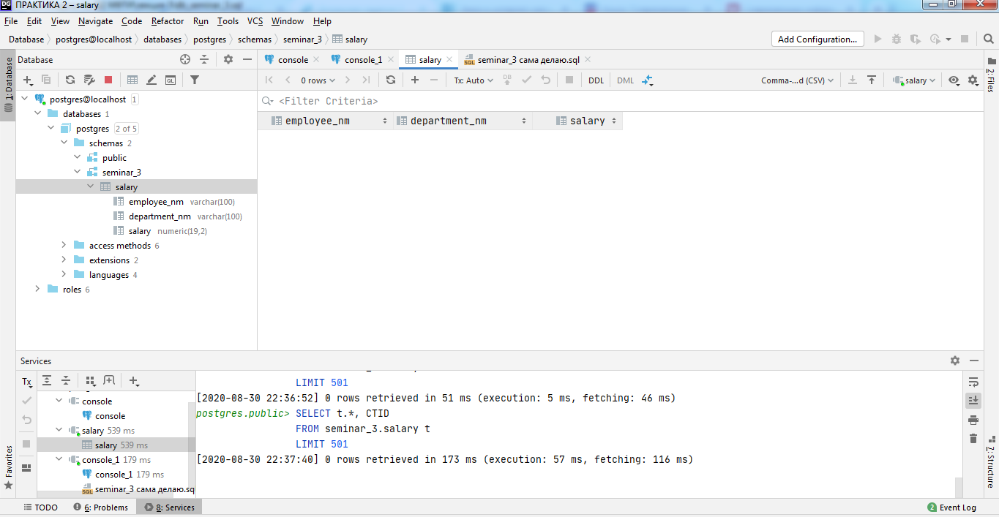 ПРАКТИКА 2 – salary
File Edit View Navigate Code Refactor Run Tools VCS Window Help
Database postgres@localhost databases postgres schemas seminar_3 salary Add Configuration...
1: Database
Database
console console_1 salary seminar_3 сама делаю.sql
2: Files
0 rows Tx: Auto DB DDL DML Comma-...d (CSV) salary
<Filter Criteria>
employee_nm department_nm salary
postgres@localhost 1
databases 1
postgres 2 of 5
schemas 2
public
seminar_3
salary
employee_nm varchar(100)
department_nm varchar(100)
salary numeric(19,2)
access methods 6
extensions 2
languages 4
roles 6
Services
Tx
console
console
salary 539 ms
salary 539 ms
console_1 179 ms
console_1 179 ms
seminar_3 сама делаю.sq
LIMIT 501
[2020-08-30 22:36:52] 0 rows retrieved in 51 ms (execution: 5 ms, fetching: 46 ms)
postgres.public> SELECT t.*, CTID
FROM seminar_3.salary t
LIMIT 501
[2020-08-30 22:37:40] 0 rows retrieved in 173 ms (execution: 57 ms, fetching: 116 ms)
Favorites
7: Structure
TODO 6: Problems 8: Services 2 Event Log